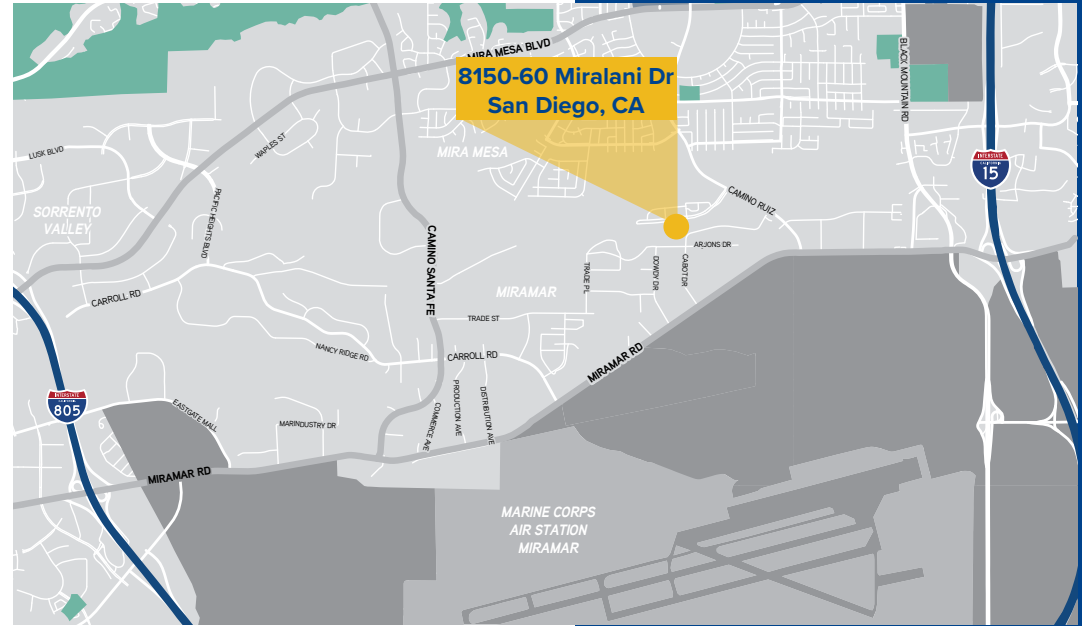 MIRA MESA BLVD
8150-60 Miralani Dr
San Diego, CA
BLACK MOUNTAIN RD
WAPLES ST
LUSK BLVD
MIRA MESA
INTERSTATE
CALIFORNIA
15
PACIFIC HEIGHTS BLVD
CAMINO RUIZ
SORRENTO
VALLEY
CAMINO SANTA FE
ARJONS DR
TRADE PL
DOWDY DR
CABOT DR
CARROLL RD
MIRAMAR
TRADE ST
NANCY RIDGE RD
CARROLL RD
MIRAMAR RD
INTERSTATE
CALIFORNIA
805
EASTGATE MALL
MARINDUSTRY DR
COMMERCE AVE
PRODUCTION AVE
DISTRIBUTION AVE
MIRAMAR RD
MARINE CORPS
AIR STATION
MIRAMAR